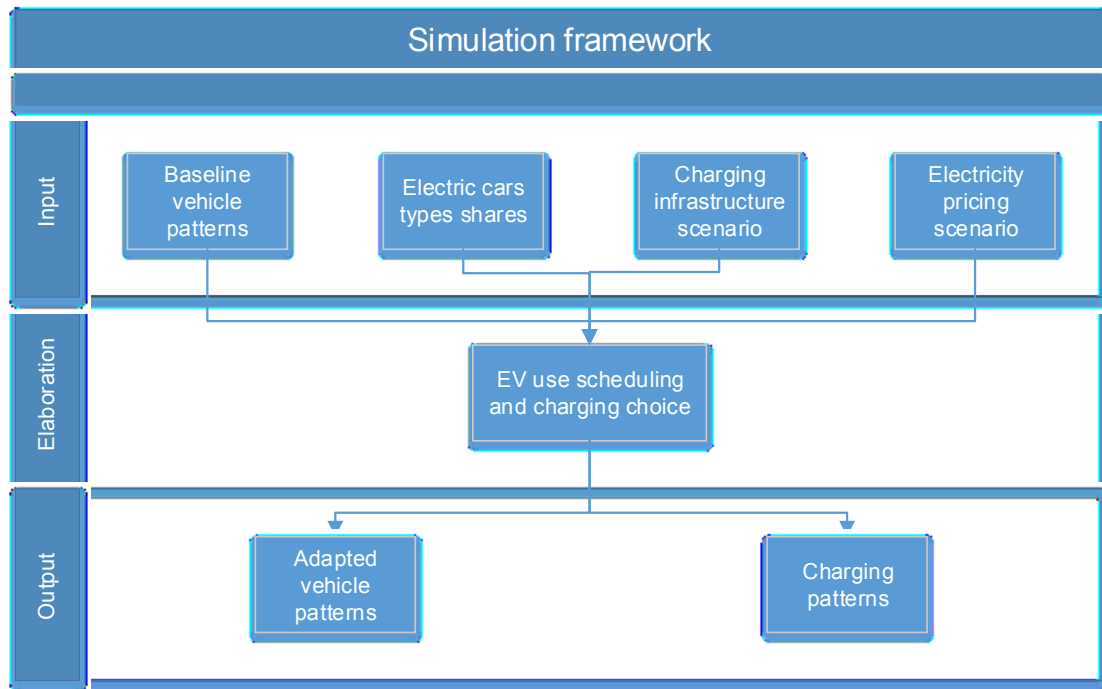 Simulation framework
Input
Baseline
vehicle
patterns
Electric cars
types shares
Charging
infrastructure
scenario
Electricity
pricing
scenario
Elaboration
EV use scheduling
and charging choice
Output
Adapted
vehicle
patterns
Charging
patterns